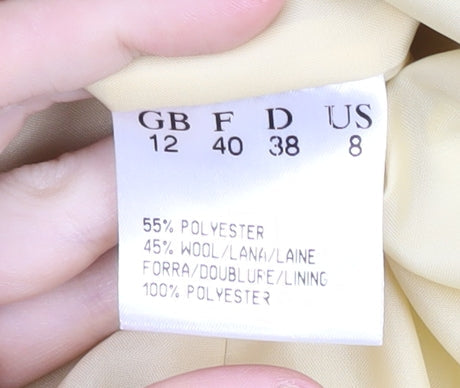 GB F D US
12 40 38 8
55% POLYESTER
45% WOOL/LANA/LAINE
FORRA/DOUBLURE/LINING
100% POLYESTER